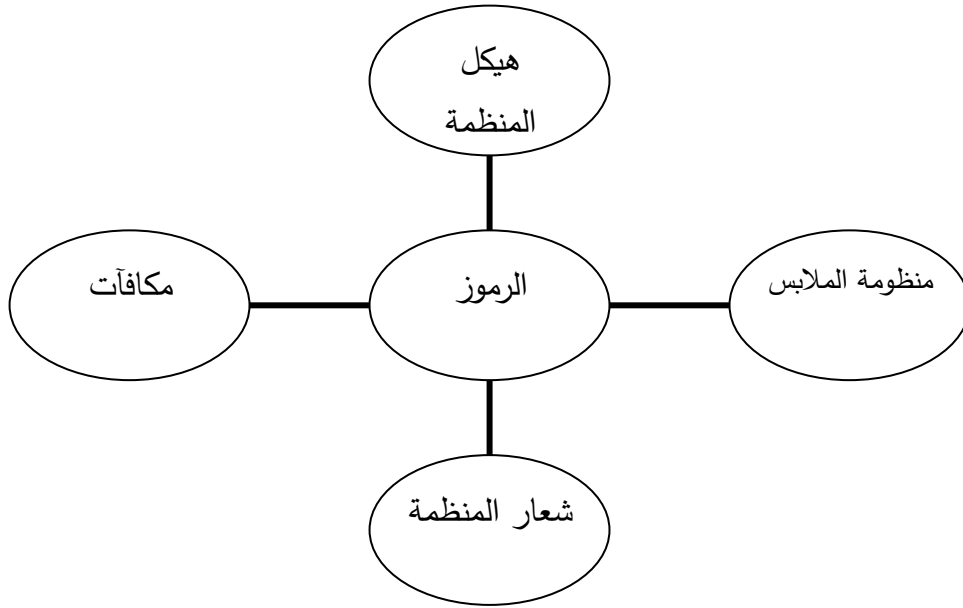 هيكل
المنظمة
منظومة الملابس
الرموز
مكافآت
شعار المنظمة